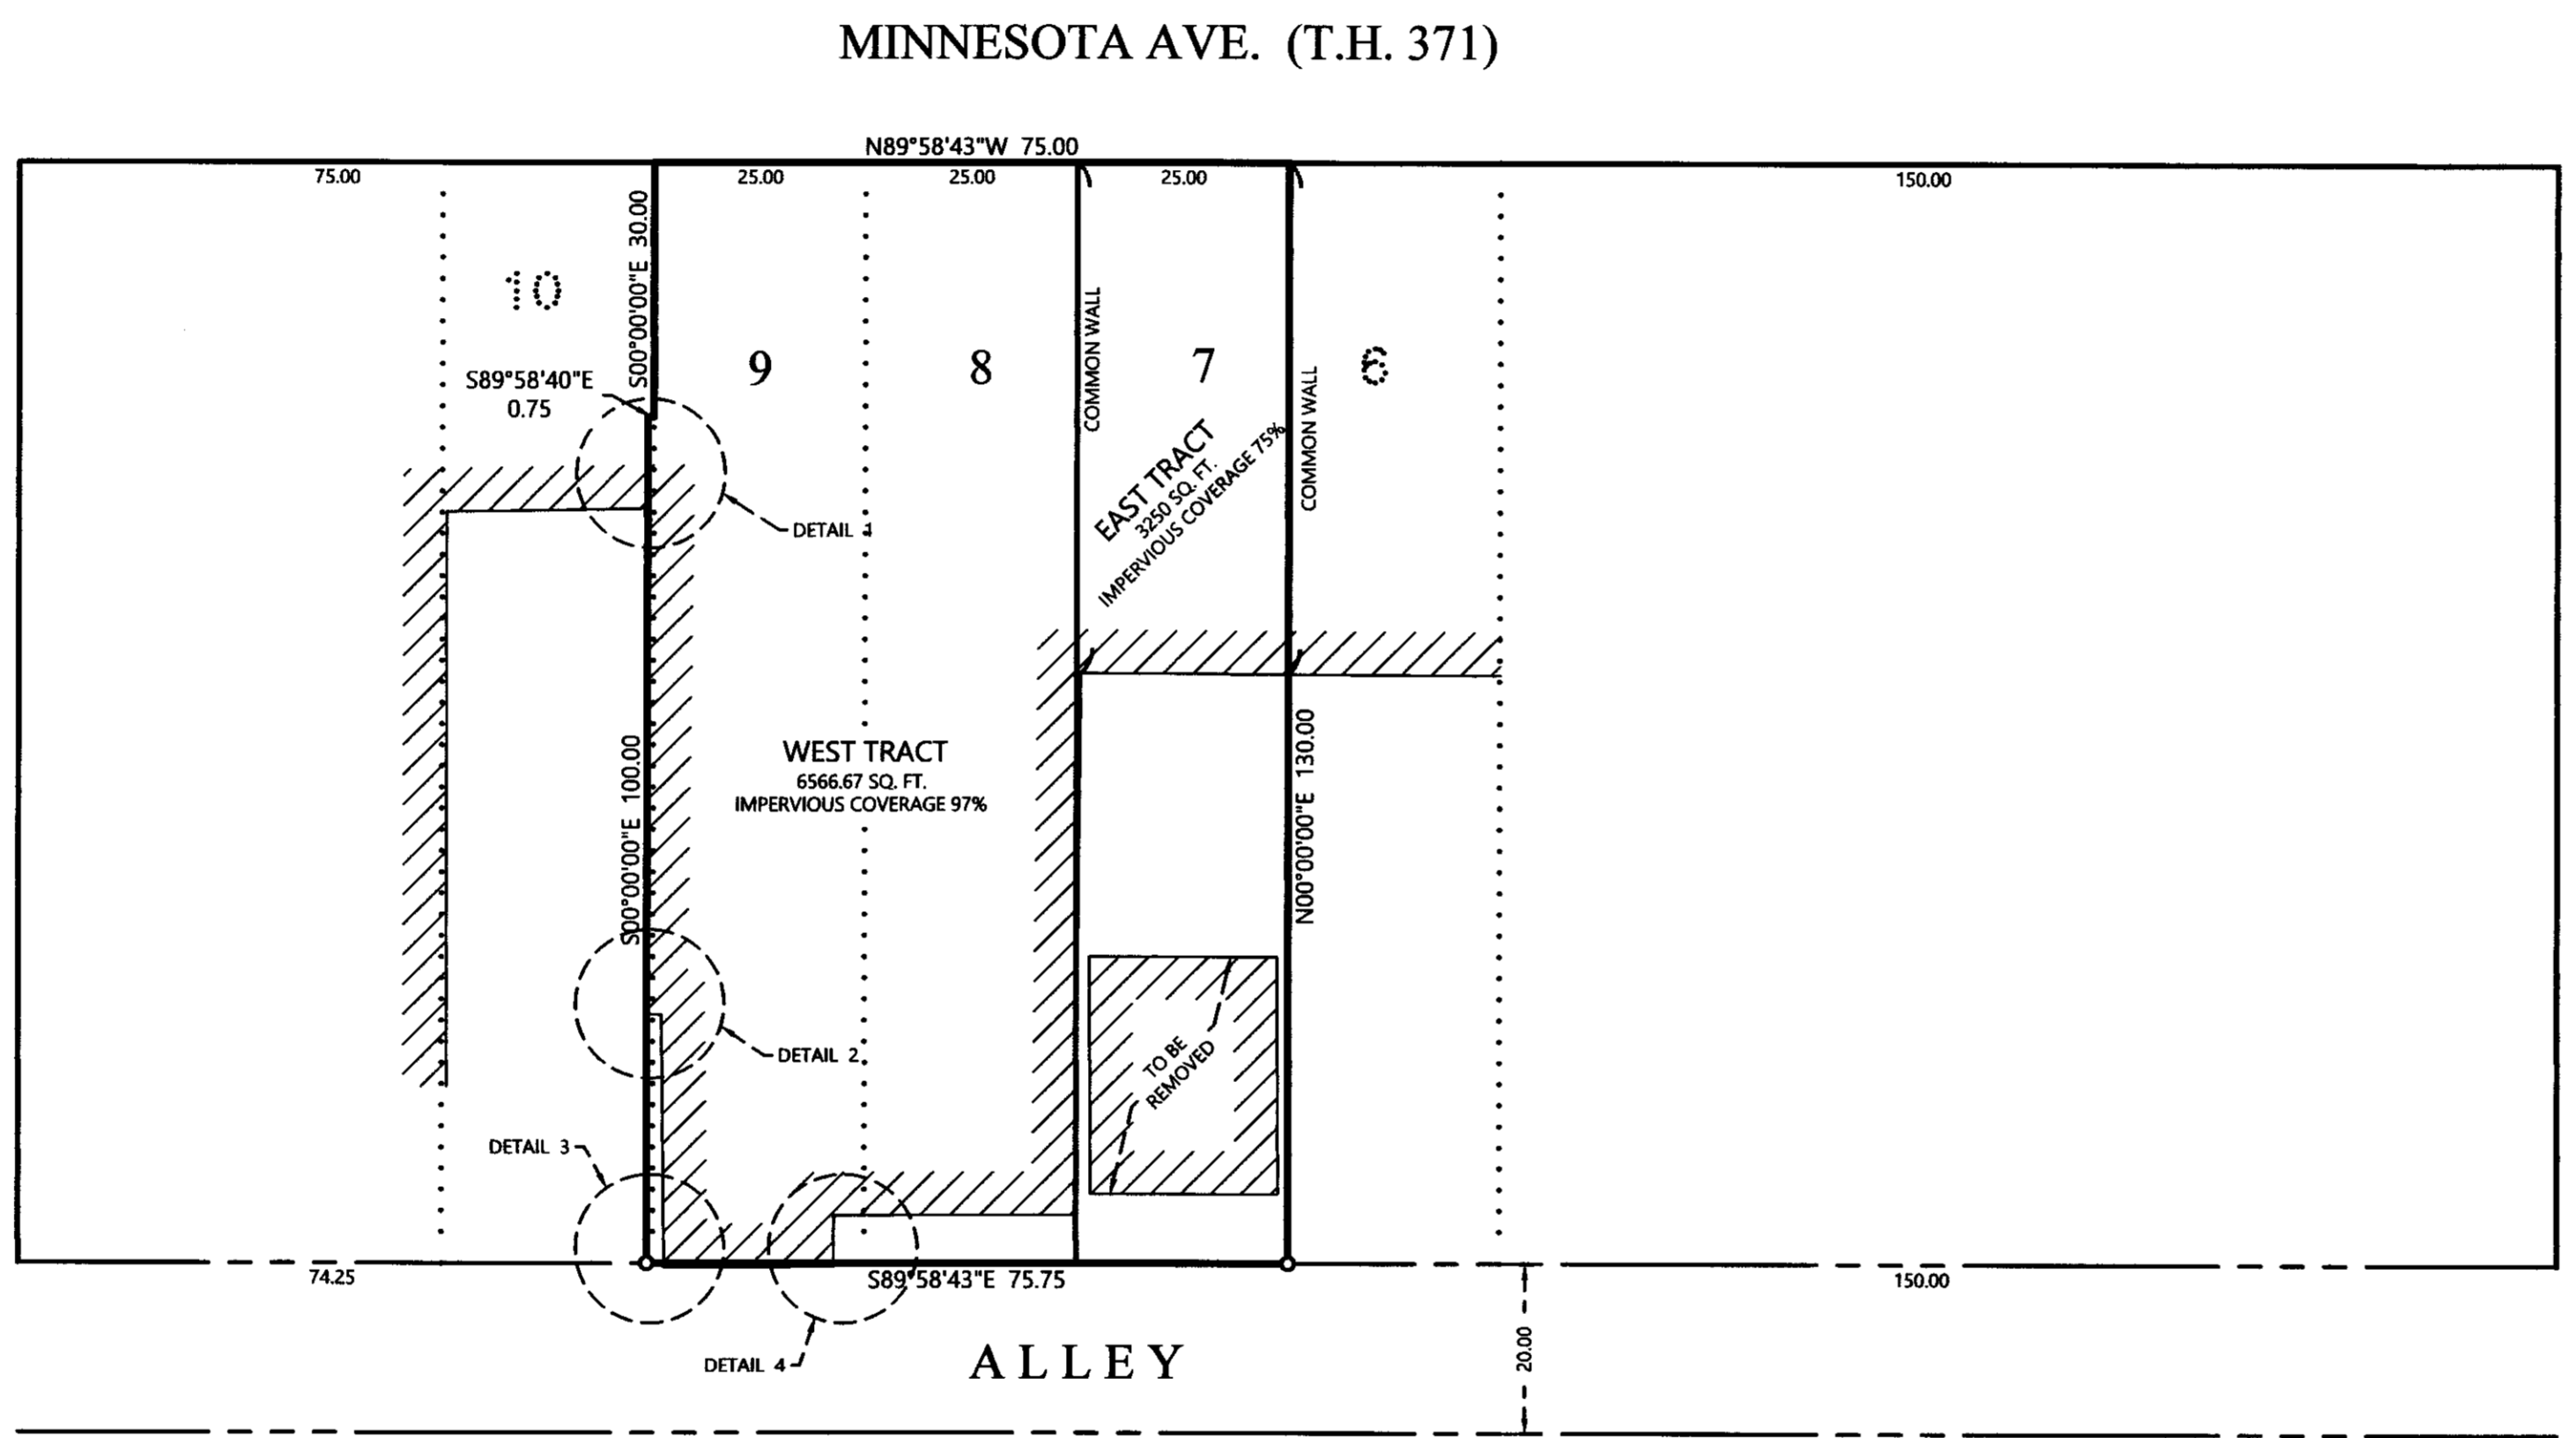 MINNESOTA AVE. (T.H. 371)
N89°58'43"W 75.00
75.00
25.00
25.00
25.00
150.00
S00°00'00"E 30.00
10
S89°58'40"E
0.75
9
8
7
6
COMMON WALL
COMMON WALL
EAST TRACT
3250 SQ. FT.
IMPERVIOUS COVERAGE 75%
DETAIL 1
WEST TRACT
6566.67 SQ. FT.
IMPERVIOUS COVERAGE 97%
S00°00'00"E 100.00
N00°00'00"E 130.00
DETAIL 2
TO BE
REMOVED
DETAIL 3
74.25
S89°58'43"E 75.75
150.00
DETAIL 4
ALLEY
20.00